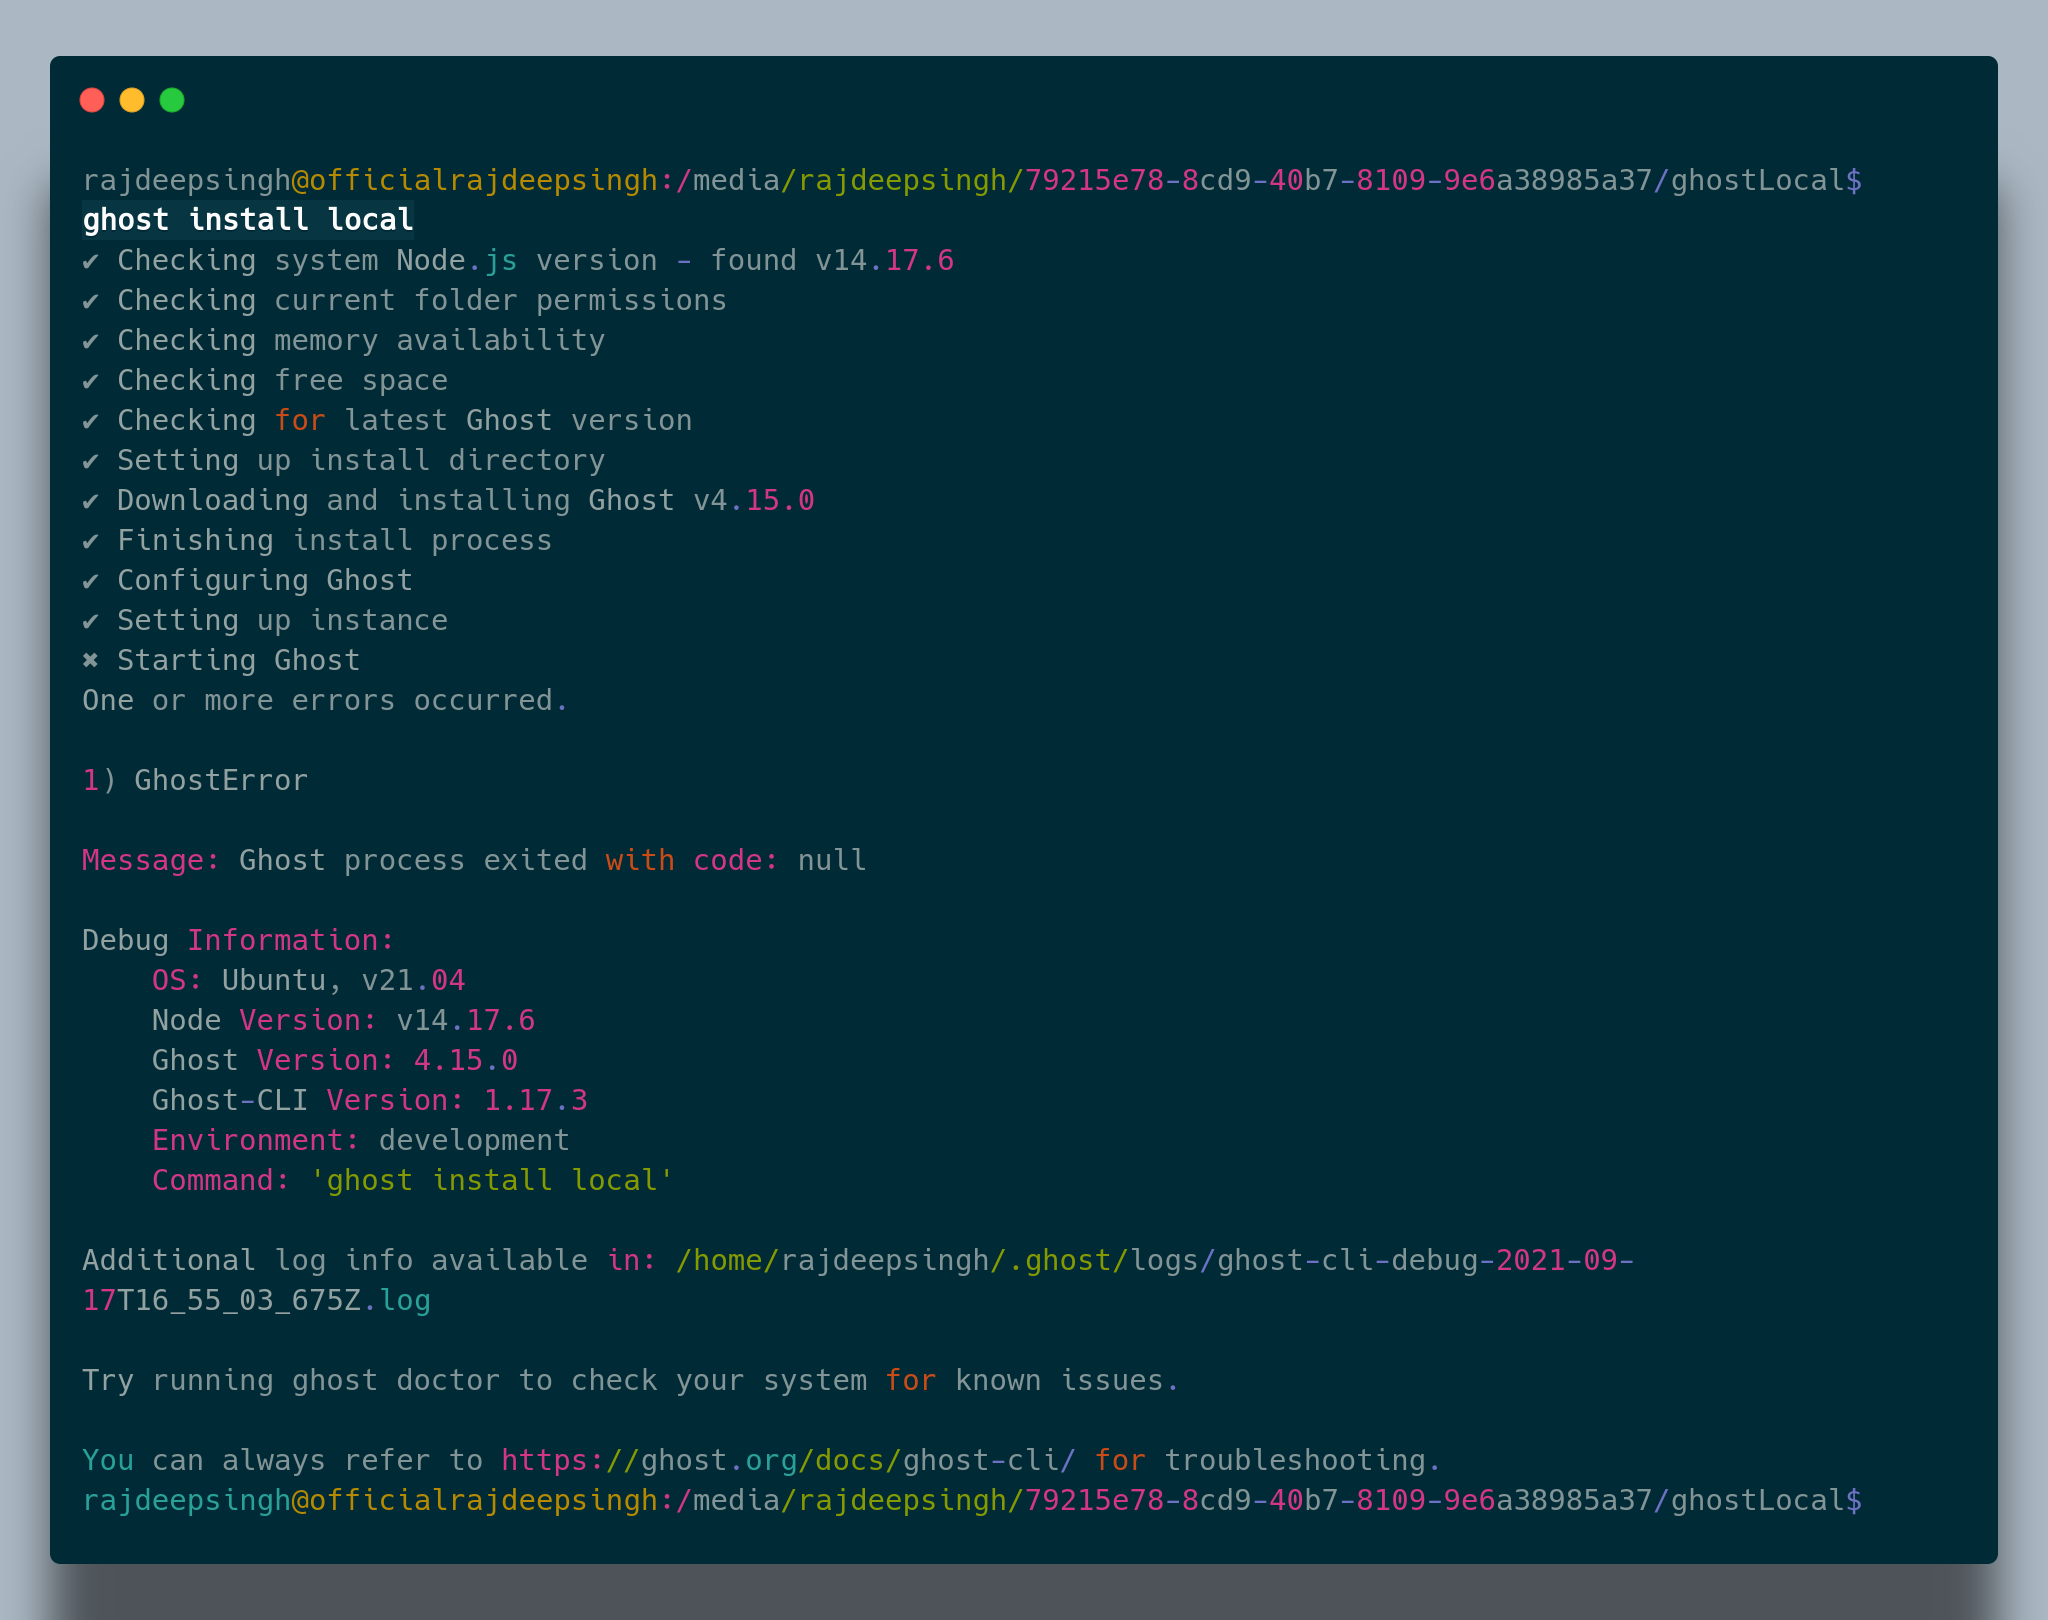 rajdeepsingh@officialrajdeepsingh:/media/rajdeepsingh/79215e78-8cd9-40b7-8109-9e6a38985a37/ghostLocal$
ghost install local
✔ Checking system Node.js version - found v14.17.6
✔ Checking current folder permissions
✔ Checking memory availability
✔ Checking free space
✔ Checking for latest Ghost version
✔ Setting up install directory
✔ Downloading and installing Ghost v4.15.0
✔ Finishing install process
✔ Configuring Ghost
✔ Setting up instance
✖ Starting Ghost
One or more errors occurred.

1) GhostError

Message: Ghost process exited with code: null

Debug Information:
    OS: Ubuntu, v21.04
    Node Version: v14.17.6
    Ghost Version: 4.15.0
    Ghost-CLI Version: 1.17.3
    Environment: development
    Command: 'ghost install local'

Additional log info available in: /home/rajdeepsingh/.ghost/logs/ghost-cli-debug-2021-09-
17T16_55_03_675Z.log

Try running ghost doctor to check your system for known issues.

You can always refer to https://ghost.org/docs/ghost-cli/ for troubleshooting.
rajdeepsingh@officialrajdeepsingh:/media/rajdeepsingh/79215e78-8cd9-40b7-8109-9e6a38985a37/ghostLocal$